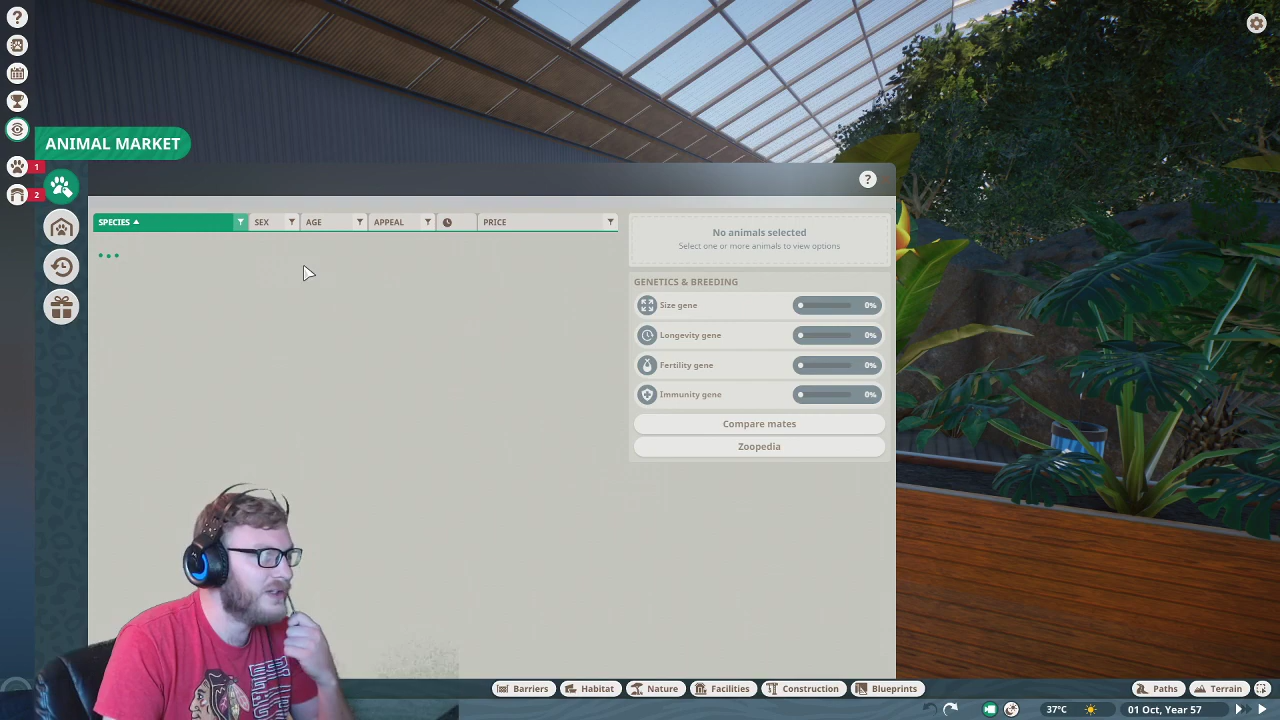 ANIMAL MARKET
1
2
?
?
SPECIES
SEX
AGE
APPEAL
PRICE
No animals selected
Select one or more animals to view options
GENETICS & BREEDING
Size gene
0%
Longevity gene
0%
Fertility gene
0%
Immunity gene
0%
Compare mates
Zoopedia
Barriers
Habitat
Nature
Facilities
Construction
Blueprints
Paths
Terrain
37°C
01 Oct, Year 57